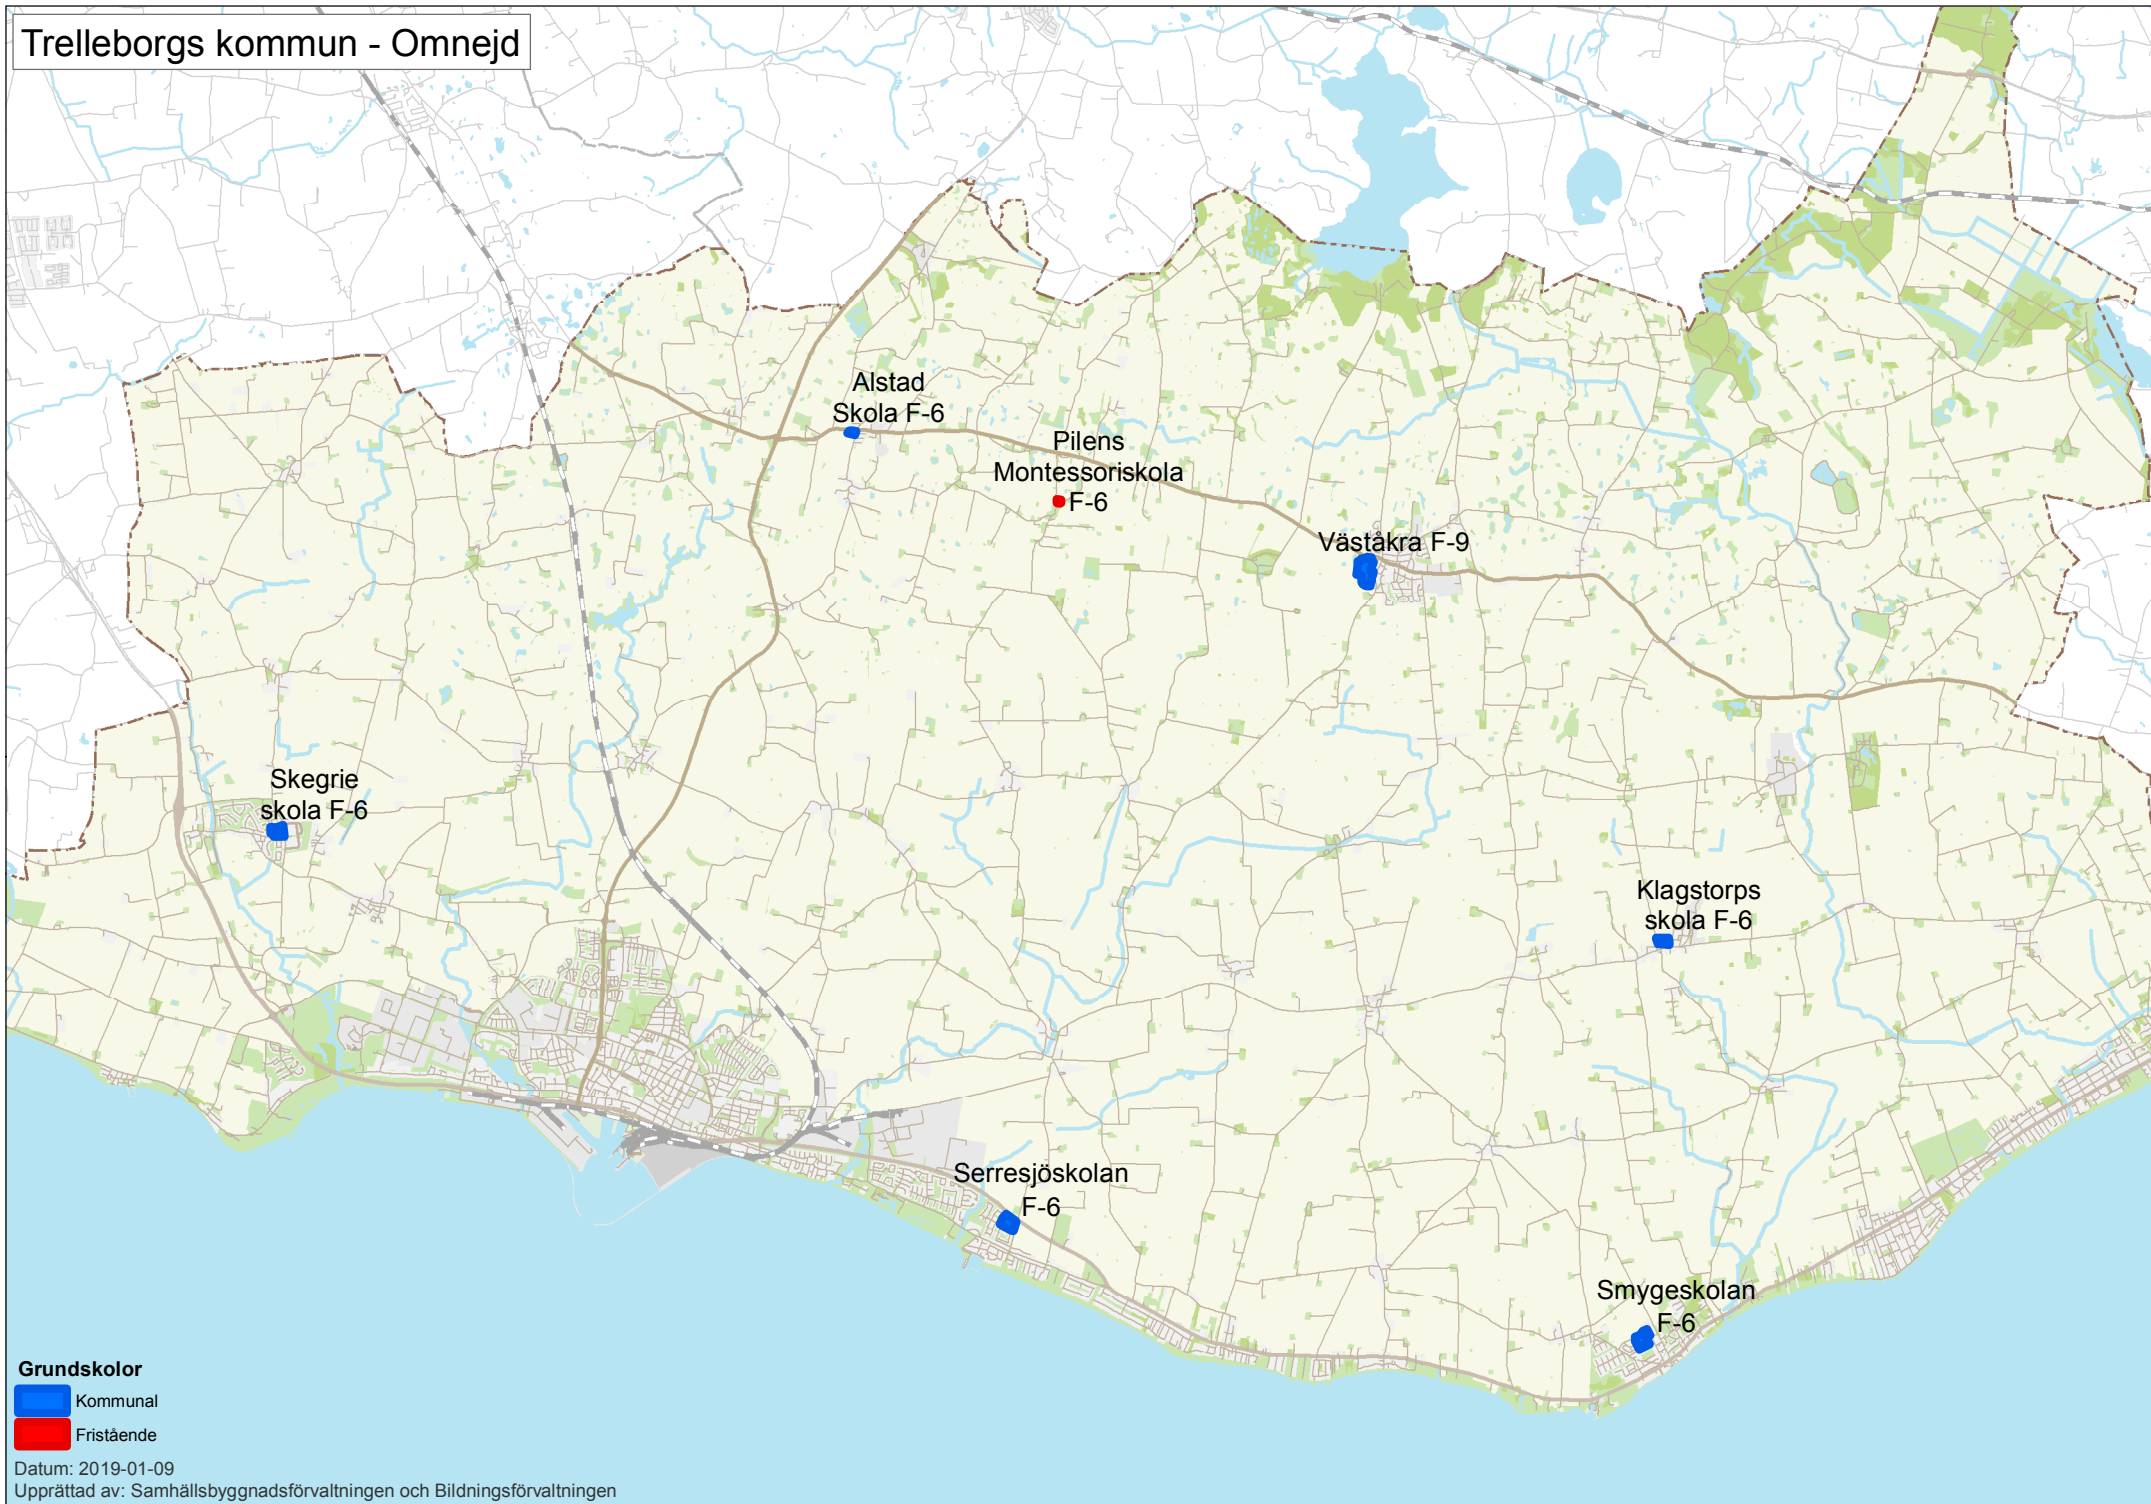 Trelleborgs kommun - Omnejd
Alstad
Skola F-6
Pilens
Montessoriskola
F-6
Väståkra F-9
Skegrie
skola F-6
Klagstorps
skola F-6
Serresjöskolan
F-6
Smygeskolan
F-6
Grundskolor
Kommunal
Fristående
Datum: 2019-01-09
Upprättad av: Samhällsbyggnadsförvaltningen och Bildningsförvaltningen